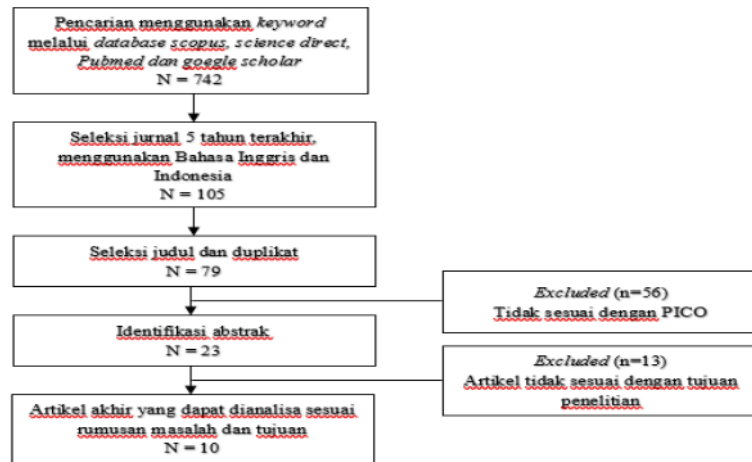 Pencarian menggunakan keyword
melalui database scopus, science direct,
Pubmed dan goegle scholar
N = 742
Seleksi jurnal 5 tahun terakhir,
menggunakan Bahasa Inggris dan
Indonesia
N = 105
Seleksi judul dan duplikat
N = 79
Excluded (n=56)
Tidak sesuai dengan PICO
Identifikasi abstrak
N = 23
Excluded (n=13)
Artikel tidak sesuai dengan tujuan
penelitian
Artikel akhir yang dapat dianalisa sesuai
rumusan masalah dan tujuan
N = 10